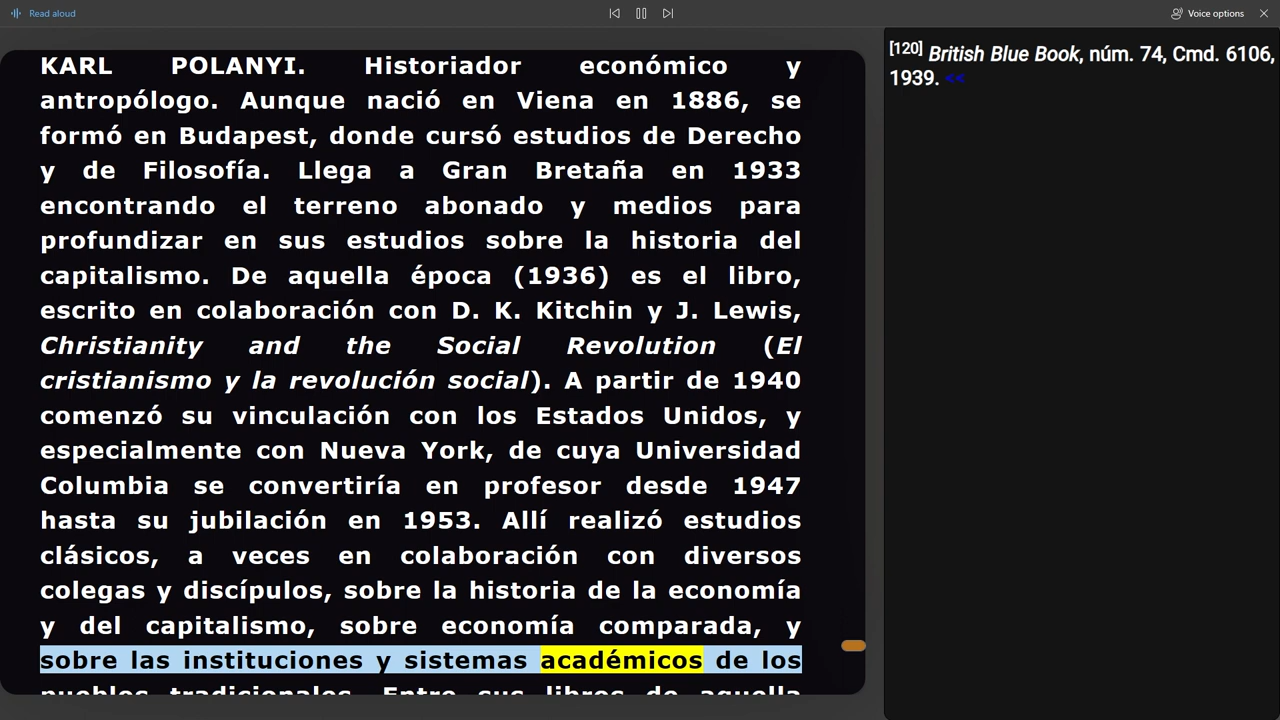 Read aloud
Voice options
KARL POLANYI. Historiador económico y
antropólogo. Aunque nació en Viena en 1886, se
formó en Budapest, donde cursó estudios de Derecho
y de Filosofía. Llega a Gran Bretaña en 1933
encontrando el terreno abonado y medios para
profundizar en sus estudios sobre la historia del
capitalismo. De aquella época (1936) es el libro,
escrito en colaboración con D. K. Kitchin y J. Lewis,
Christianity and the Social Revolution (El
cristianismo y la revolución social). A partir de 1940
comenzó su vinculación con los Estados Unidos, y
especialmente con Nueva York, de cuya Universidad
Columbia se convertiría en profesor desde 1947
hasta su jubilación en 1953. Allí realizó estudios
clásicos, a veces en colaboración con diversos
colegas y discípulos, sobre la historia de la economía
y del capitalismo, sobre economía comparada, y
sobre las instituciones y sistemas académicos de los
pueblos tradicionales. Entre sus libros de aquella
[120] British Blue Book, núm. 74, Cmd. 6106,
1939. <<